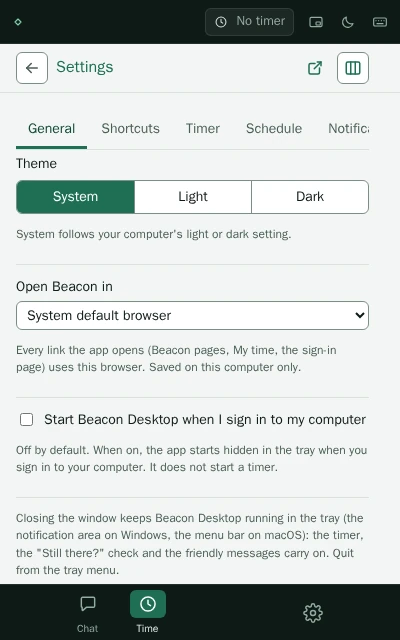 No timer
Settings
General Shortcuts Timer Schedule Notifica
Theme
System Light Dark
System follows your computer's light or dark setting.
Open Beacon in
System default browser
Every link the app opens (Beacon pages, My time, the sign-in
page) uses this browser. Saved on this computer only.
Start Beacon Desktop when I sign in to my computer
Off by default. When on, the app starts hidden in the tray when you
sign in to your computer. It does not start a timer.
Closing the window keeps Beacon Desktop running in the tray (the
notification area on Windows, the menu bar on macOS): the timer,
the "Still there?" check and the friendly messages carry on. Quit
from the tray menu.
Chat Time